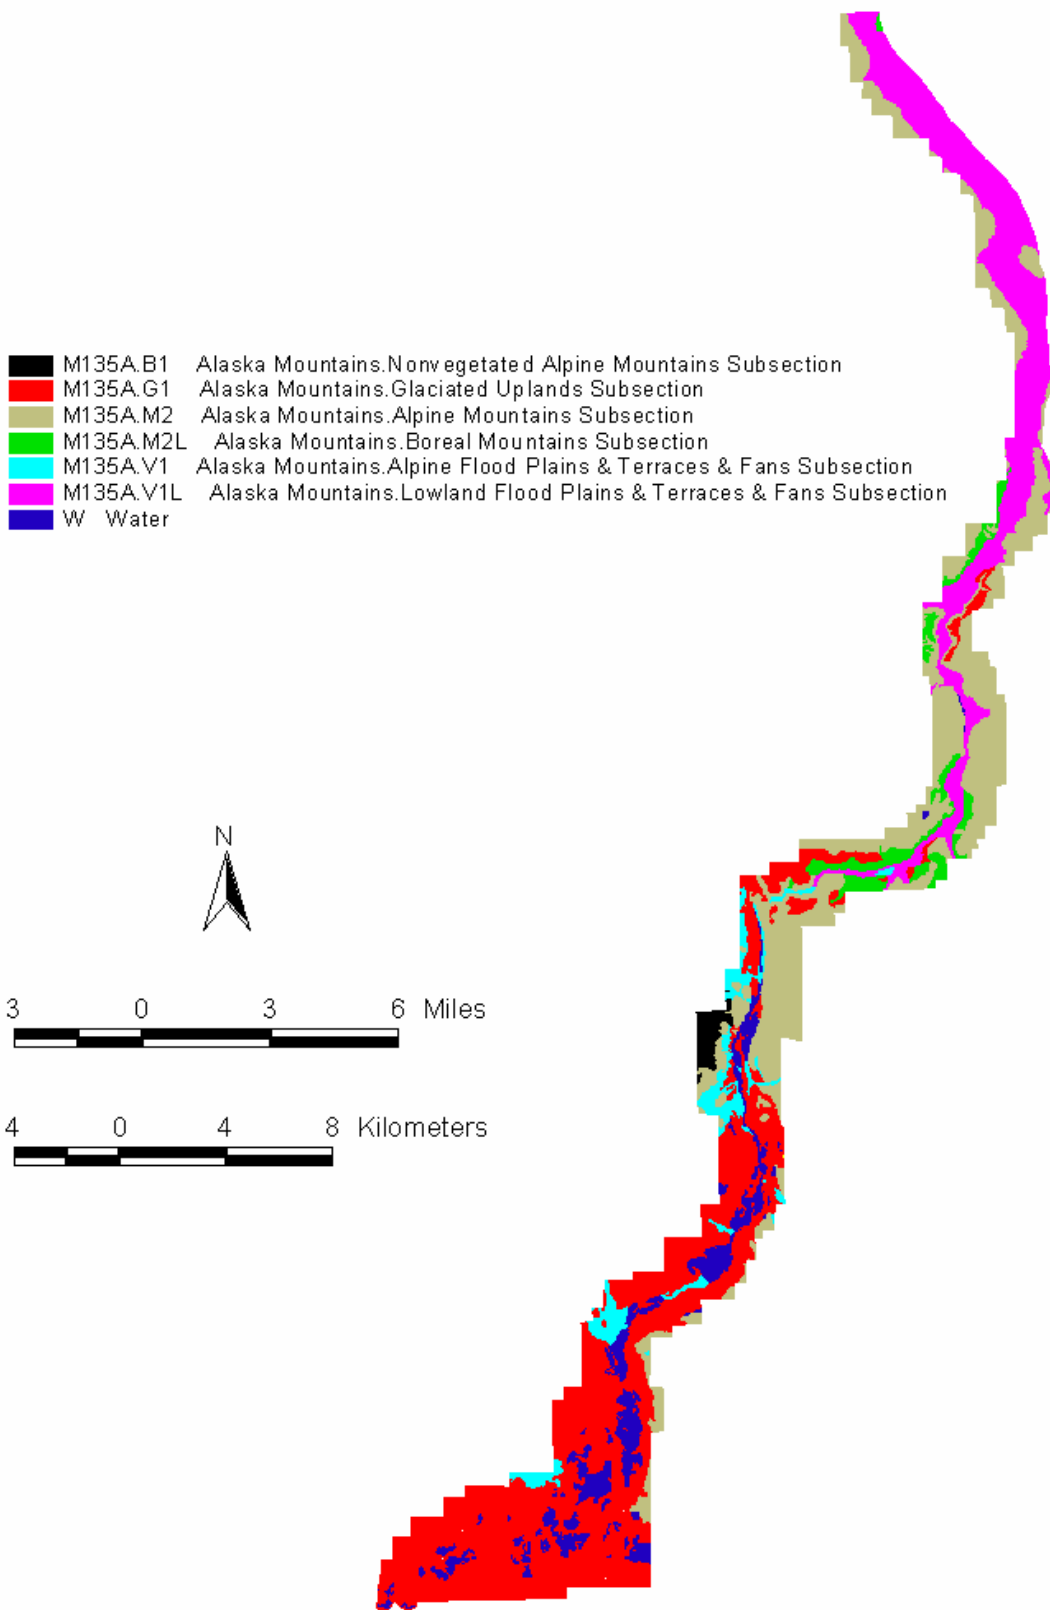 M135A.B1 Alaska Mountains.Nonvegetated Alpine Mountains Subsection
M135A.G1 Alaska Mountains.Glaciated Uplands Subsection
M135A.M2 Alaska Mountains.Alpine Mountains Subsection
M135A.M2L Alaska Mountains.Boreal Mountains Subsection
M135A.V1 Alaska Mountains.Alpine Flood Plains & Terraces & Fans Subsection
M135A.V1L Alaska Mountains.Lowland Flood Plains & Terraces & Fans Subsection
W Water
N
3 0 3 6 Miles
4 0 4 8 Kilometers